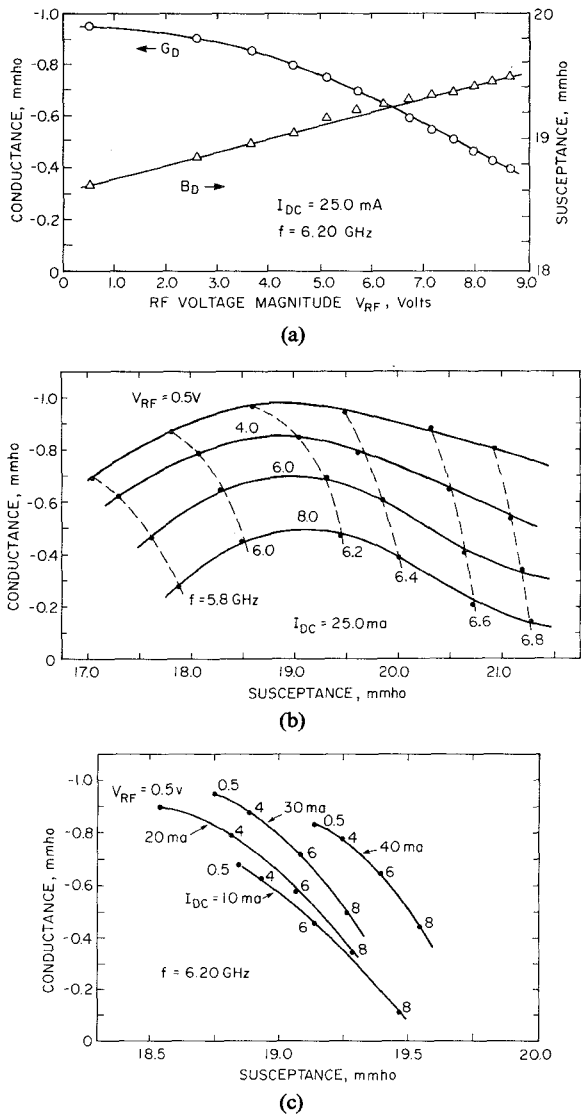 -1.0
-0.8
-0.6
-0.4
-0.2
0
CONDUCTANCE, mmho
20
19
18
SUSCEPTANCE, mmho
G_D
B_D
I_DC = 25.0 mA
f = 6.20 GHz
0 1.0 2.0 3.0 4.0 5.0 6.0 7.0 8.0 9.0
RF VOLTAGE MAGNITUDE V_RF, Volts
(a)
-1.0
-0.8
-0.6
-0.4
-0.2
0
CONDUCTANCE, mmho
V_RF = 0.5V
4.0
6.0
8.0
f = 5.8 GHz
6.0
6.2
6.4
6.6
6.8
I_DC = 25.0ma
17.0 18.0 19.0 20.0 21.0
SUSCEPTANCE, mmho
(b)
-1.0
-0.8
-0.6
-0.4
-0.2
0
CONDUCTANCE, mmho
V_RF = 0.5v
20ma
4
6
8
0.5
4
30 ma
6
8
0.5
4
40 ma
6
8
0.5
4
I_DC = 10ma
6
8
f = 6.20 GHz
18.5 19.0 19.5 20.0
SUSCEPTANCE, mmho
(c)